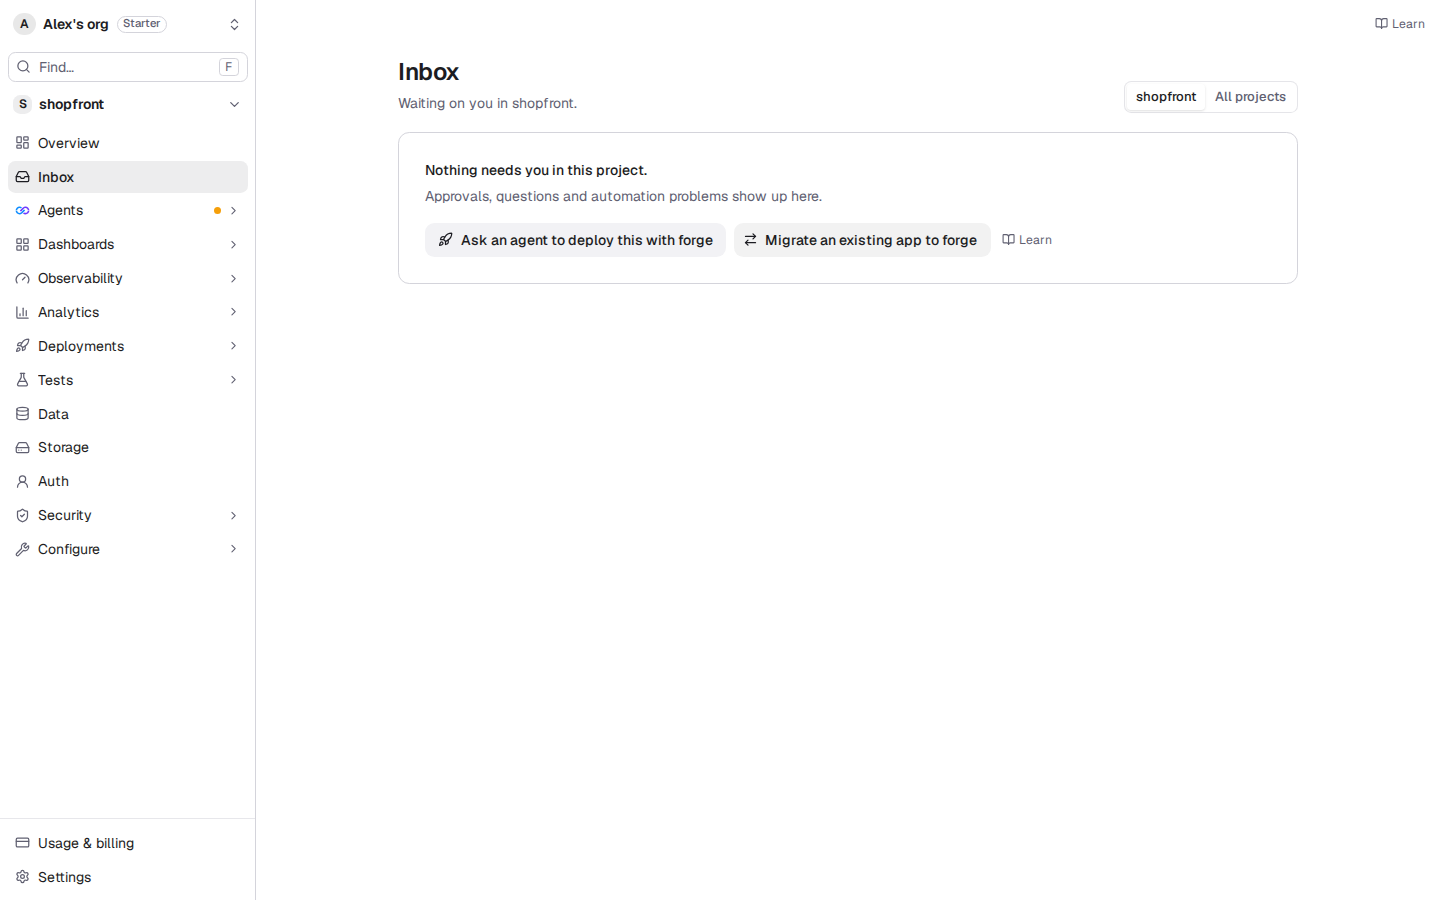 A Alex's org Starter
Find... F
S shopfront
Overview
Inbox
Agents
Dashboards
Observability
Analytics
Deployments
Tests
Data
Storage
Auth
Security
Configure
Usage & billing
Settings
Learn
Inbox
Waiting on you in shopfront.
shopfront All projects
Nothing needs you in this project.
Approvals, questions and automation problems show up here.
Ask an agent to deploy this with forge Migrate an existing app to forge Learn